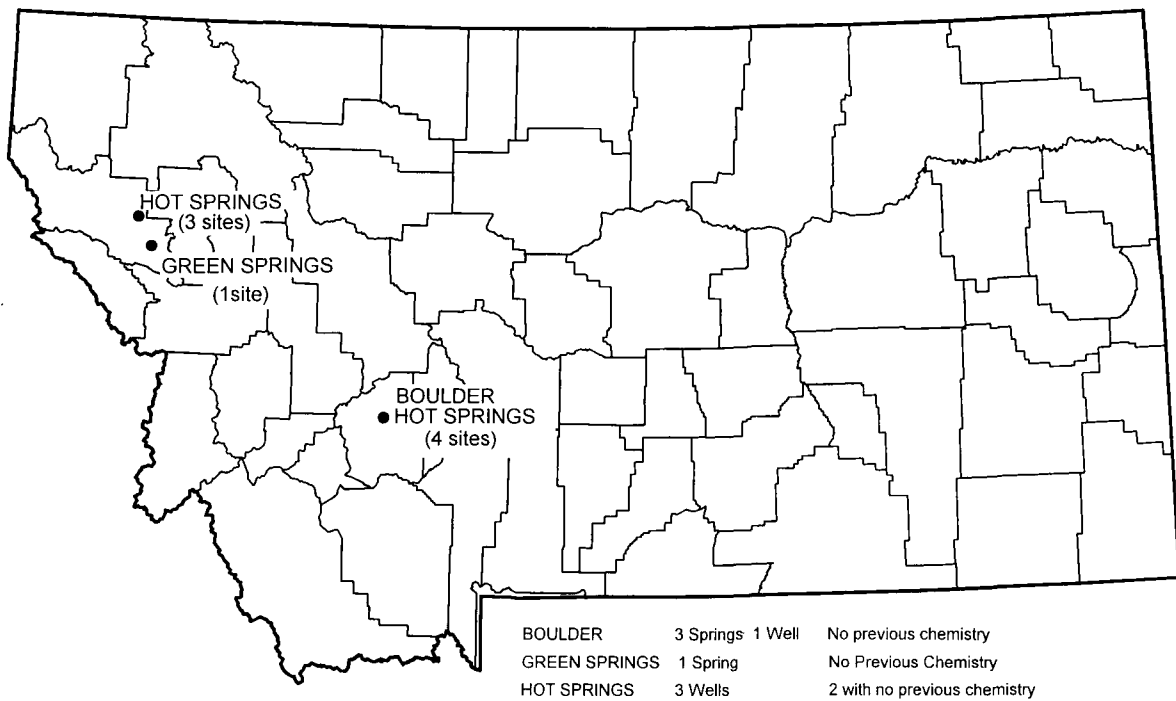 HOT SPRINGS
(3 sites)
GREEN SPRINGS
(1site)
BOULDER
HOT SPRINGS
(4 sites)
BOULDER 3 Springs 1 Well No previous chemistry
GREEN SPRINGS 1 Spring No Previous Chemistry
HOT SPRINGS 3 Wells 2 with no previous chemistry